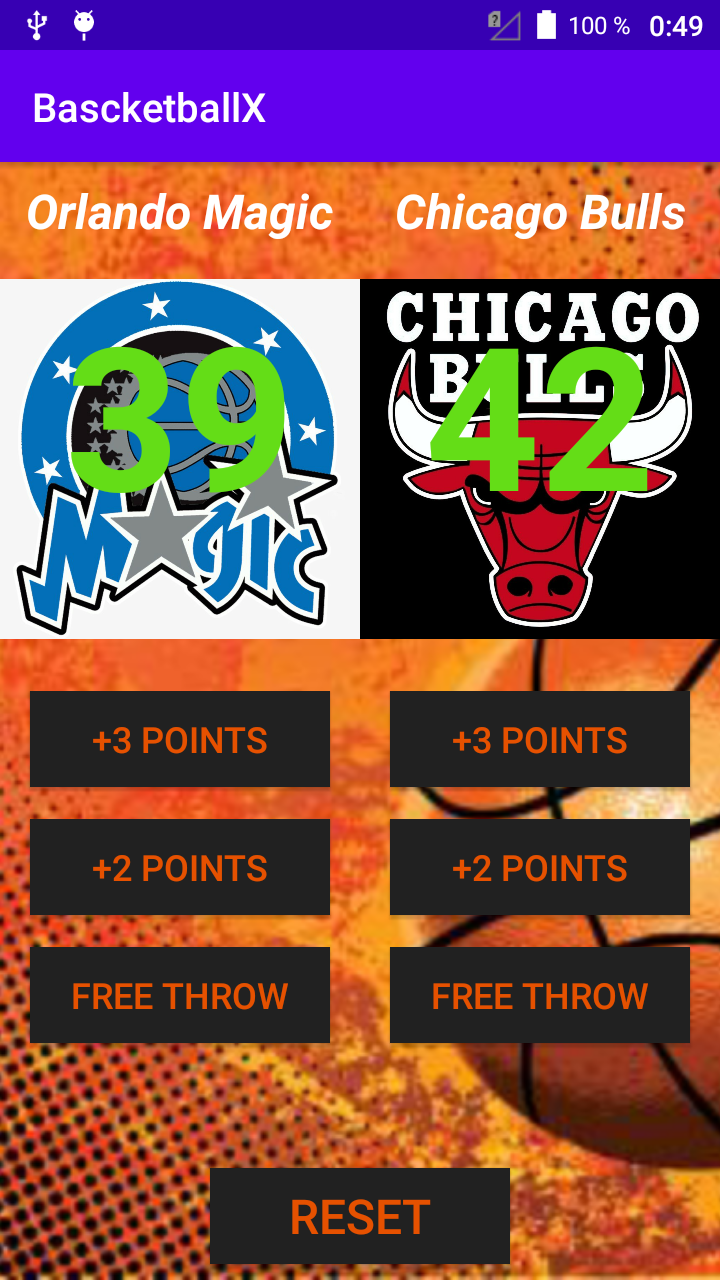 100 % 0:49
BascketballX
Orlando Magic Chicago Bulls
CHICAGO
BULLS
39 42
Magic
+3 POINTS +3 POINTS
+2 POINTS +2 POINTS
FREE THROW FREE THROW
RESET